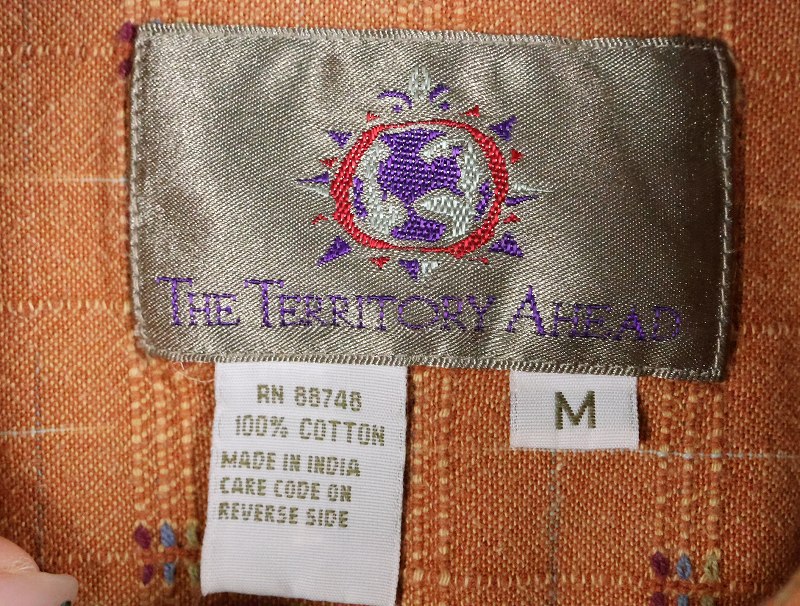 THE TERRITORY AHEAD
RN 88748
100% COTTON
MADE IN INDIA
CARE CODE ON
REVERSE SIDE
M